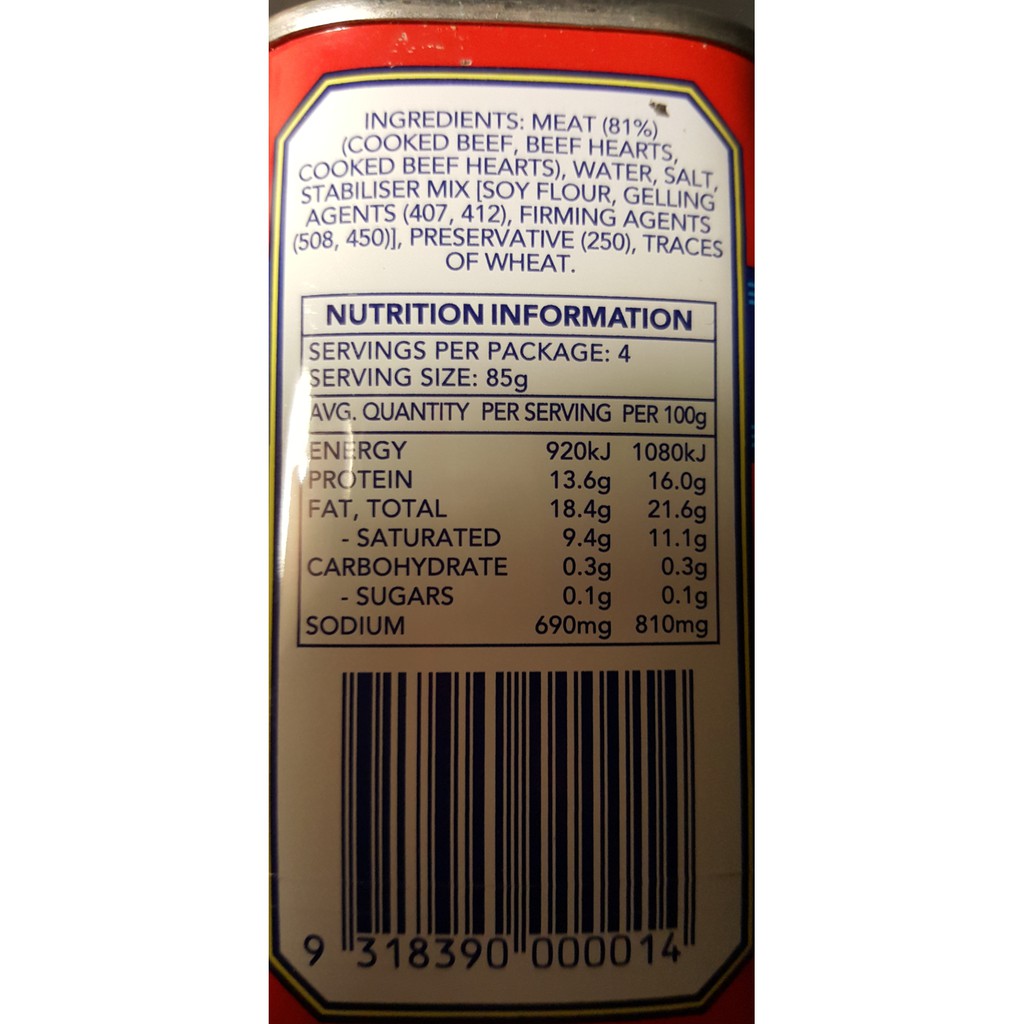 INGREDIENTS: MEAT (81%)
(COOKED BEEF, BEEF HEARTS,
COOKED BEEF HEARTS), WATER, SALT,
STABILISER MIX [SOY FLOUR, GELLING
AGENTS (407, 412), FIRMING AGENTS
(508, 450)], PRESERVATIVE (250), TRACES
OF WHEAT.
NUTRITION INFORMATION
SERVINGS PER PACKAGE: 4
SERVING SIZE: 85g
AVG. QUANTITY PER SERVING PER 100g
ENERGY 920kJ 1080kJ
PROTEIN 13.6g 16.0g
FAT, TOTAL 18.4g 21.6g
- SATURATED 9.4g 11.1g
CARBOHYDRATE 0.3g 0.3g
- SUGARS 0.1g 0.1g
SODIUM 690mg 810mg
9 318390 000014